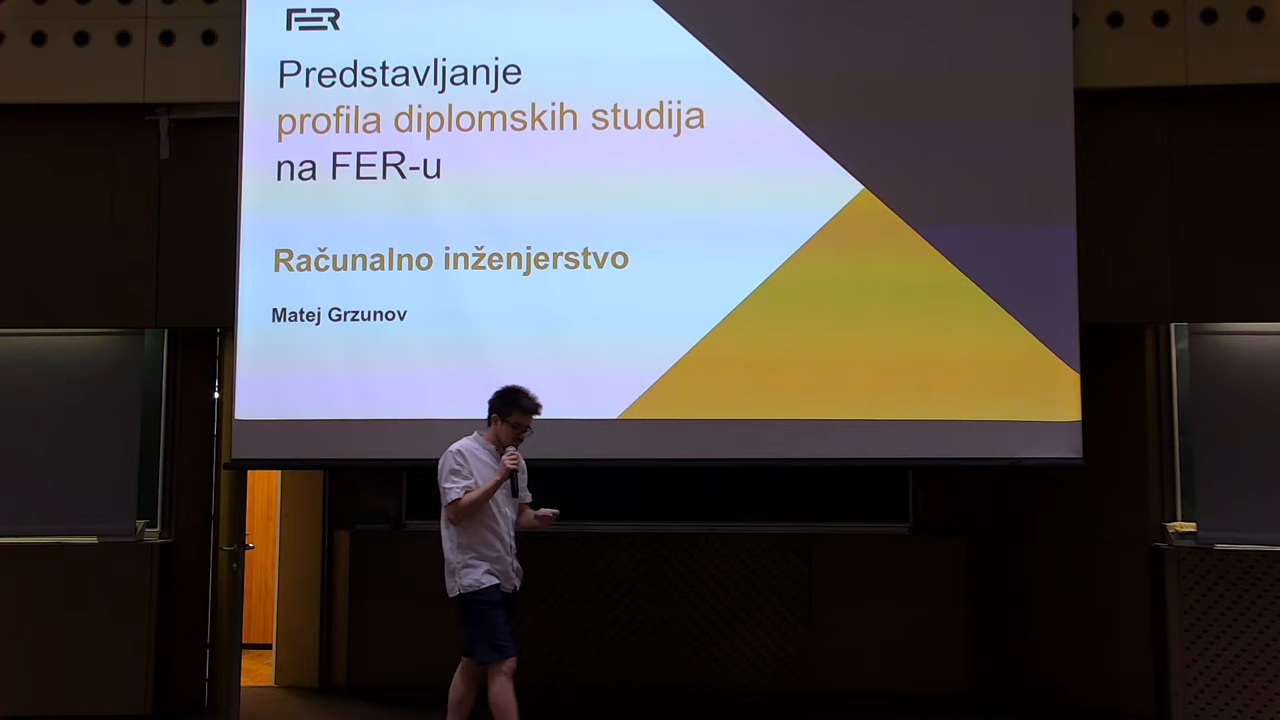 FER
Predstavljanje
profila diplomskih studija
na FER-u
Računalno inženjerstvo
Matej Grzunov